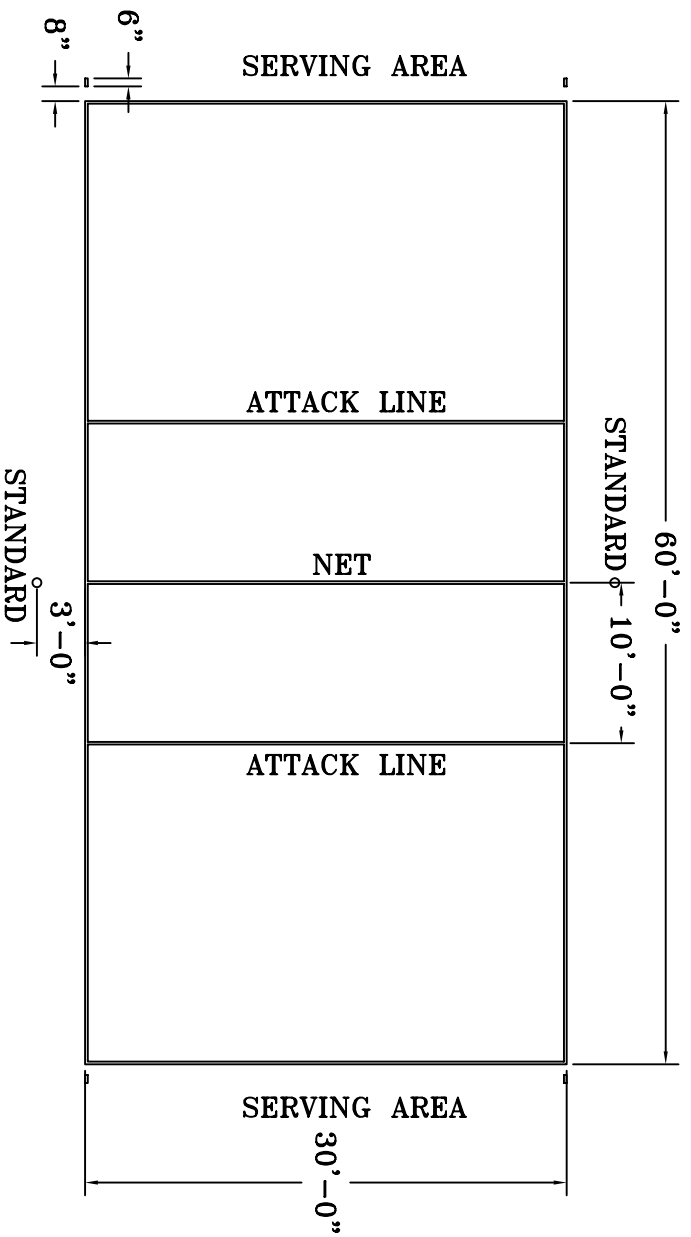 6”
8”
SERVING AREA
ATTACK LINE
STANDARD
60’-0”
NET
STANDARD
3’-0”
10’-0”
ATTACK LINE
SERVING AREA
30’-0”